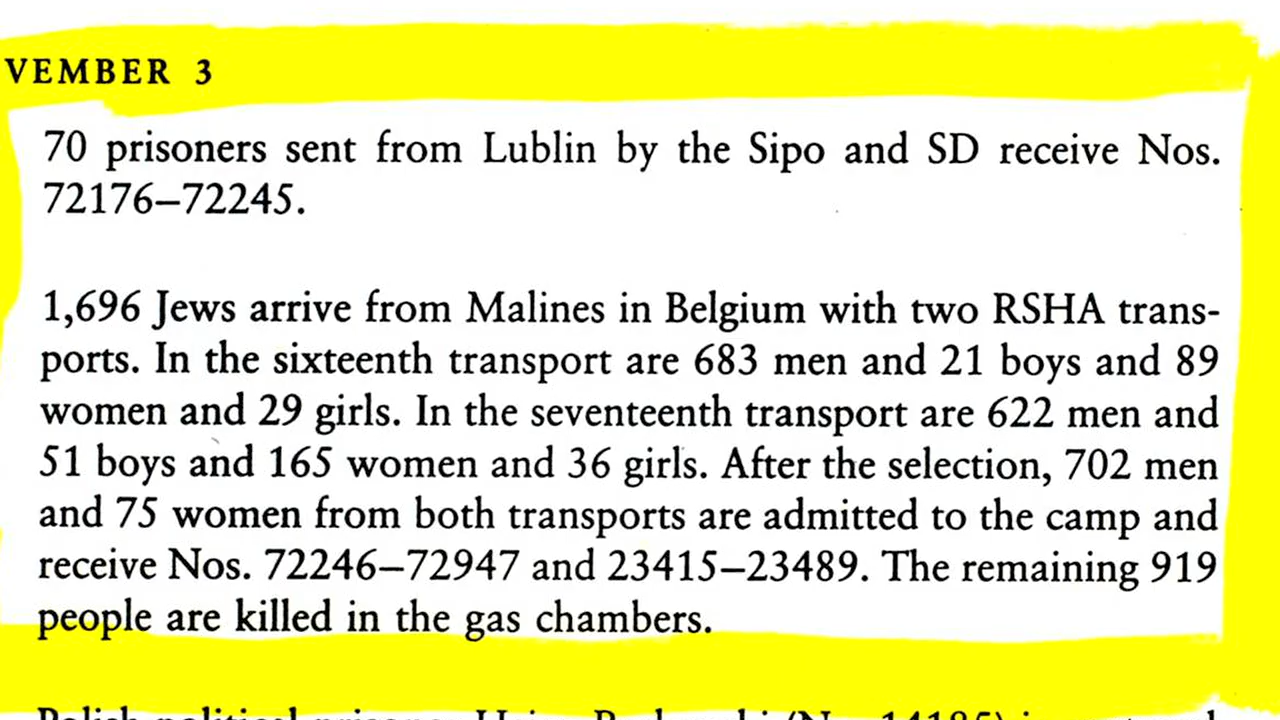 VEMBER 3
70 prisoners sent from Lublin by the Sipo and SD receive Nos.
72176–72245.
1,696 Jews arrive from Malines in Belgium with two RSHA trans-
ports. In the sixteenth transport are 683 men and 21 boys and 89
women and 29 girls. In the seventeenth transport are 622 men and
51 boys and 165 women and 36 girls. After the selection, 702 men
and 75 women from both transports are admitted to the camp and
receive Nos. 72246–72947 and 23415–23489. The remaining 919
people are killed in the gas chambers.
Polish political prisoner